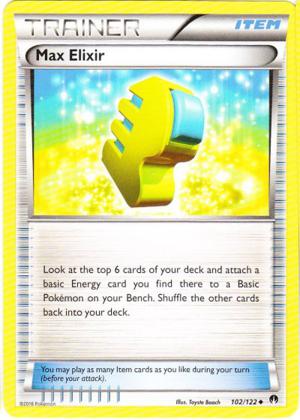 TRAINER ITEM
Max Elixir
Look at the top 6 cards of your deck and attach a
basic Energy card you find there to a Basic
Pokémon on your Bench. Shuffle the other cards
back into your deck.
You may play as many Item cards as you like during your turn
(before your attack).
©2016 Pokémon
Illus. Toyste Beach 102/122